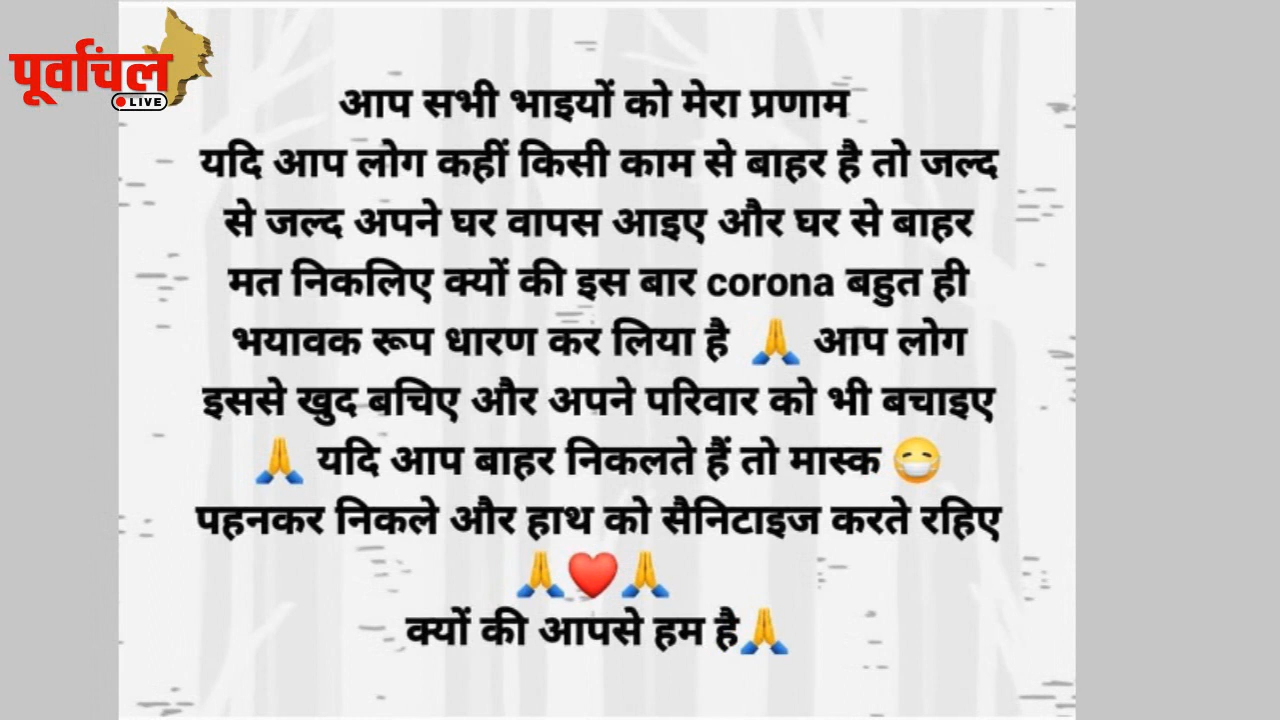 पूर्वांचल
LIVE
आप सभी भाइयों को मेरा प्रणाम
यदि आप लोग कहीं किसी काम से बाहर है तो जल्द
से जल्द अपने घर वापस आइए और घर से बाहर
मत निकलिए क्यों की इस बार corona बहुत ही
भयावक रूप धारण कर लिया है 🙏 आप लोग
इससे खुद बचिए और अपने परिवार को भी बचाइए
🙏 यदि आप बाहर निकलते हैं तो मास्क 😷
पहनकर निकले और हाथ को सैनिटाइज करते रहिए
🙏❤️🙏
क्यों की आपसे हम है🙏